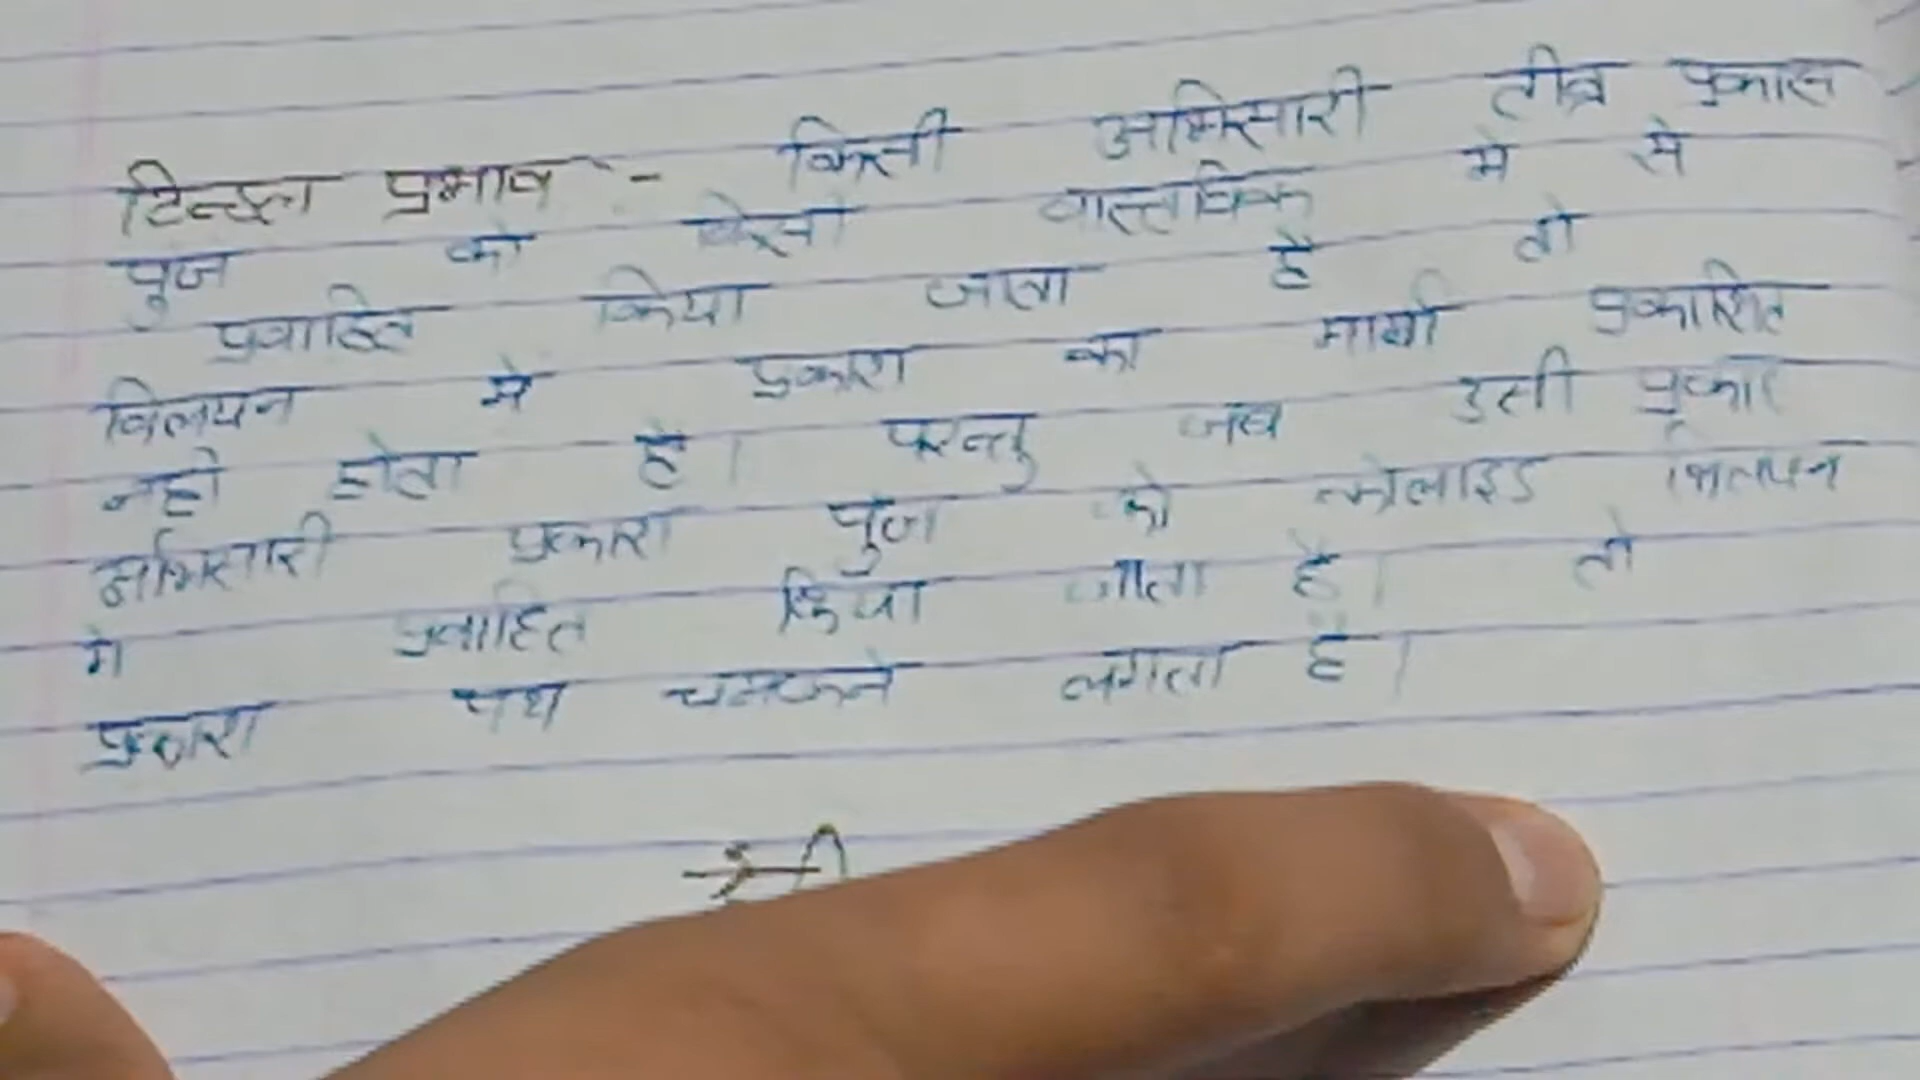 टिन्डल प्रभाव :- किसी अभिसारी तीव्र प्रकाश
पुंज को किसी वास्तविक में से
प्रवाहित किया जाता है तो
विलयन में प्रकाश का मार्ग प्रकाशित
नहीं होता है। परन्तु जब उसी प्रकार
अभिसारी प्रकाश पुंज को कोलाइड विलयन
में प्रवाहित किया जाता है। तो
प्रकाश पथ चमकने लगता है।